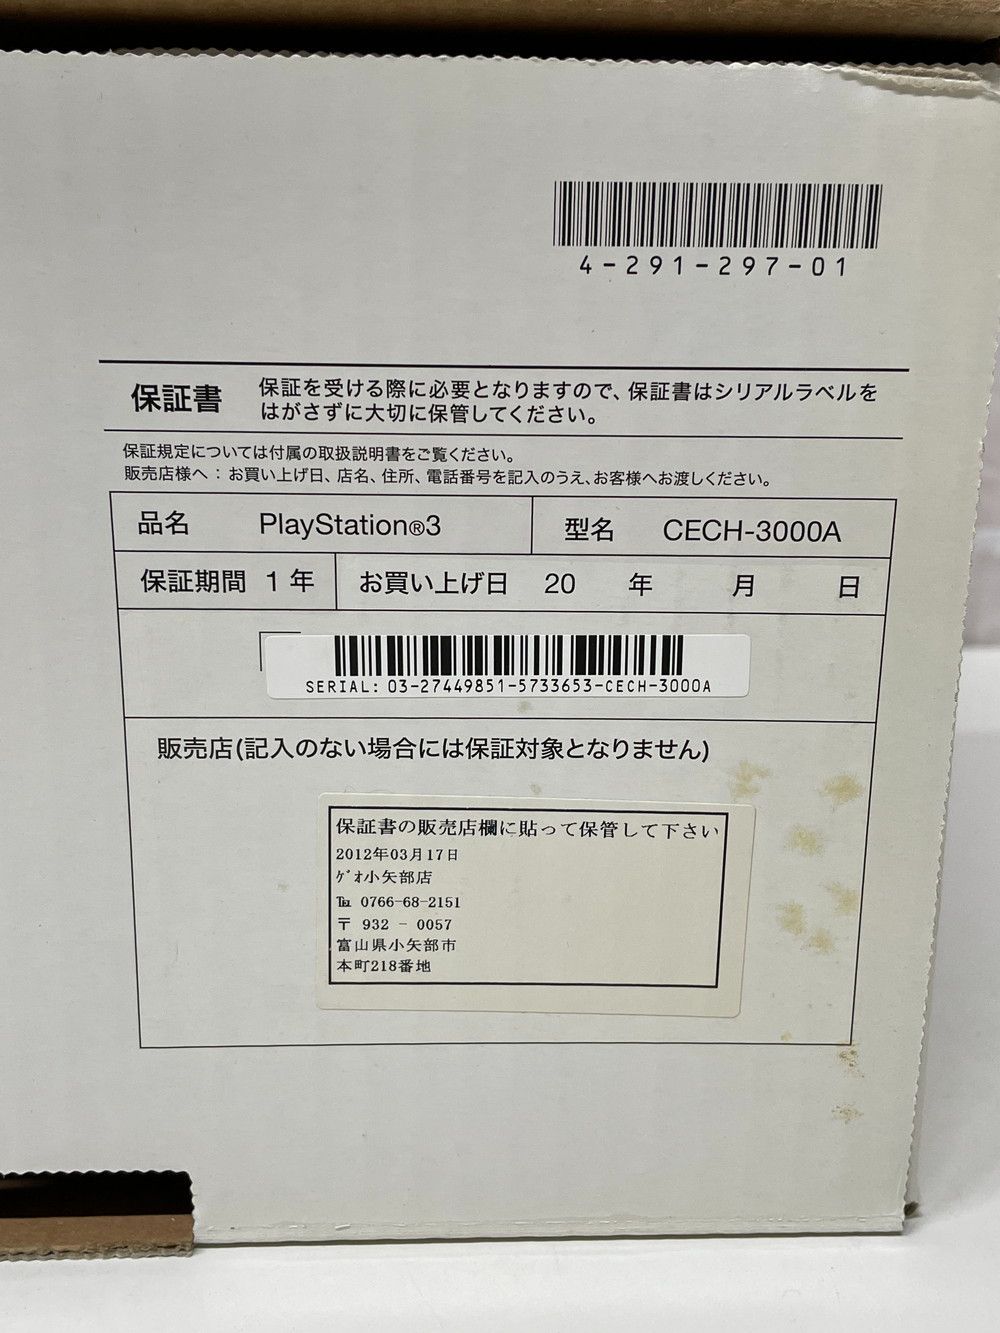 4-291-297-01
保証書
保証を受ける際に必要となりますので、保証書はシリアルラベルを
はがさずに大切に保管してください。
保証規定については付属の取扱説明書をご覧ください。
販売店様へ：お買い上げ日、店名、住所、電話番号を記入のうえ、お客様へお渡しください。
品名 PlayStation®3 型名 CECH-3000A
保証期間 1年 お買い上げ日 20 年 月 日
SERIAL: 03-27449851-5733653-CECH-3000A
販売店(記入のない場合には保証対象となりません)
保証書の販売店欄に貼って保管して下さい
2012年03月17日
ｹﾞｵ小矢部店
℡ 0766-68-2151
〒 932 - 0057
富山県小矢部市
本町218番地